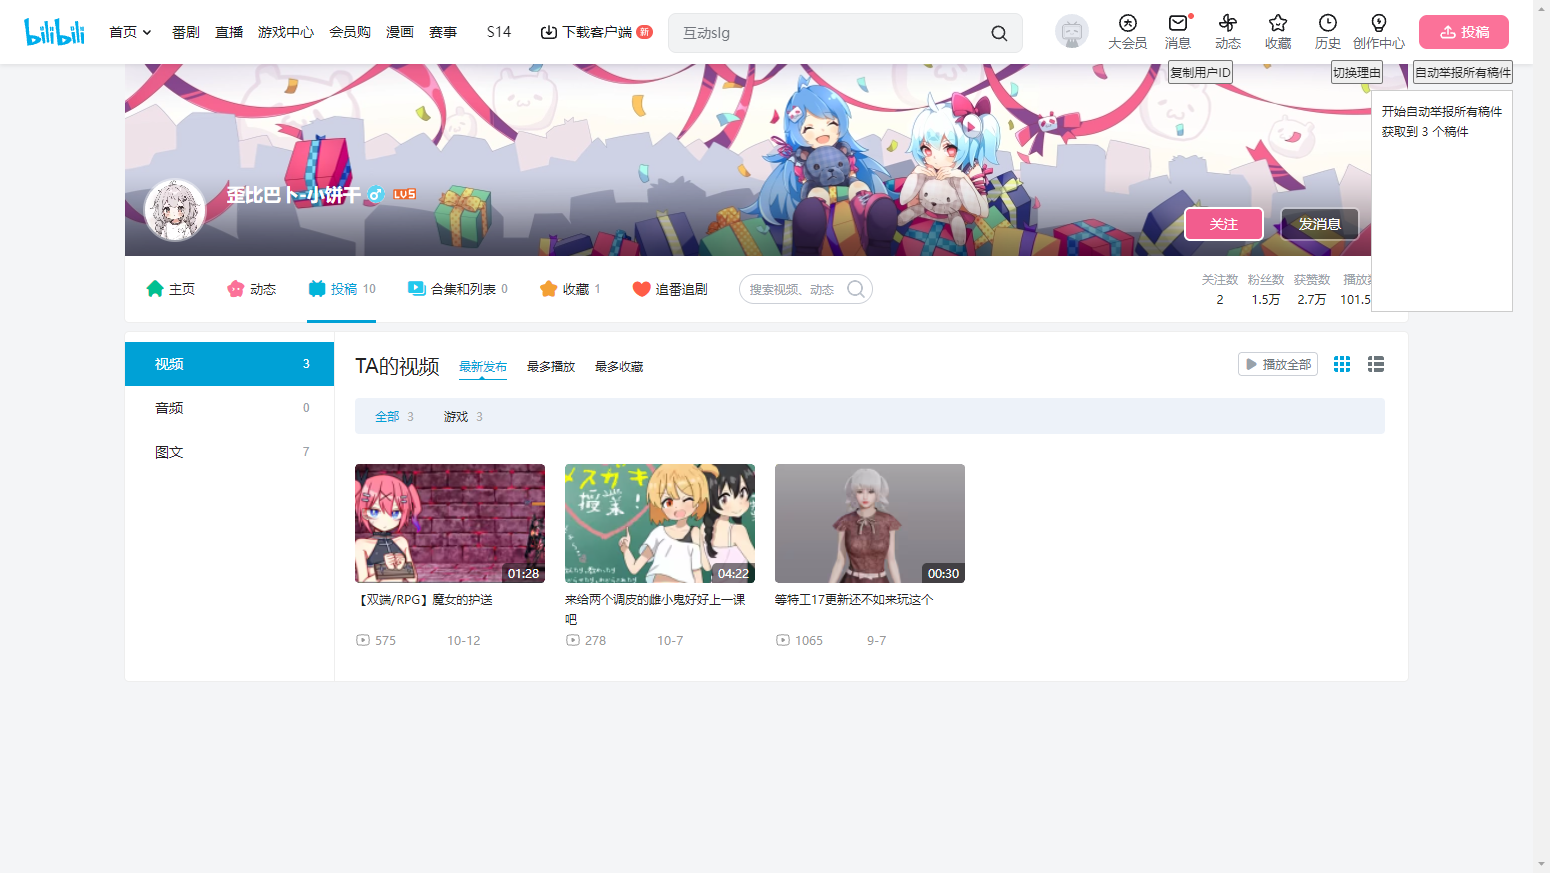 bilibili
首页
番剧
直播
游戏中心
会员购
漫画
赛事
S14
下载客户端
新
互动slg
大会员
消息
动态
收藏
历史
创作中心
投稿
复制用户ID
切换理由
自动举报所有稿件
开始自动举报所有稿件
获取到 3 个稿件
歪比巴卜-小饼干
LV5
关注
发消息
主页
动态
投稿 10
合集和列表 0
收藏 1
追番追剧
搜索视频、动态
关注数
粉丝数
获赞数
播放
2
1.5万
2.7万
101.5
视频 3
音频 0
图文 7
TA的视频
最新发布
最多播放
最多收藏
播放全部
全部 3
游戏 3
スガキ
授業!
01:28
04:22
00:30
【双端/RPG】魔女的护送
来给两个调皮的雌小鬼好好上一课
吧
等特工17更新还不如来玩这个
575
10-12
278
10-7
1065
9-7